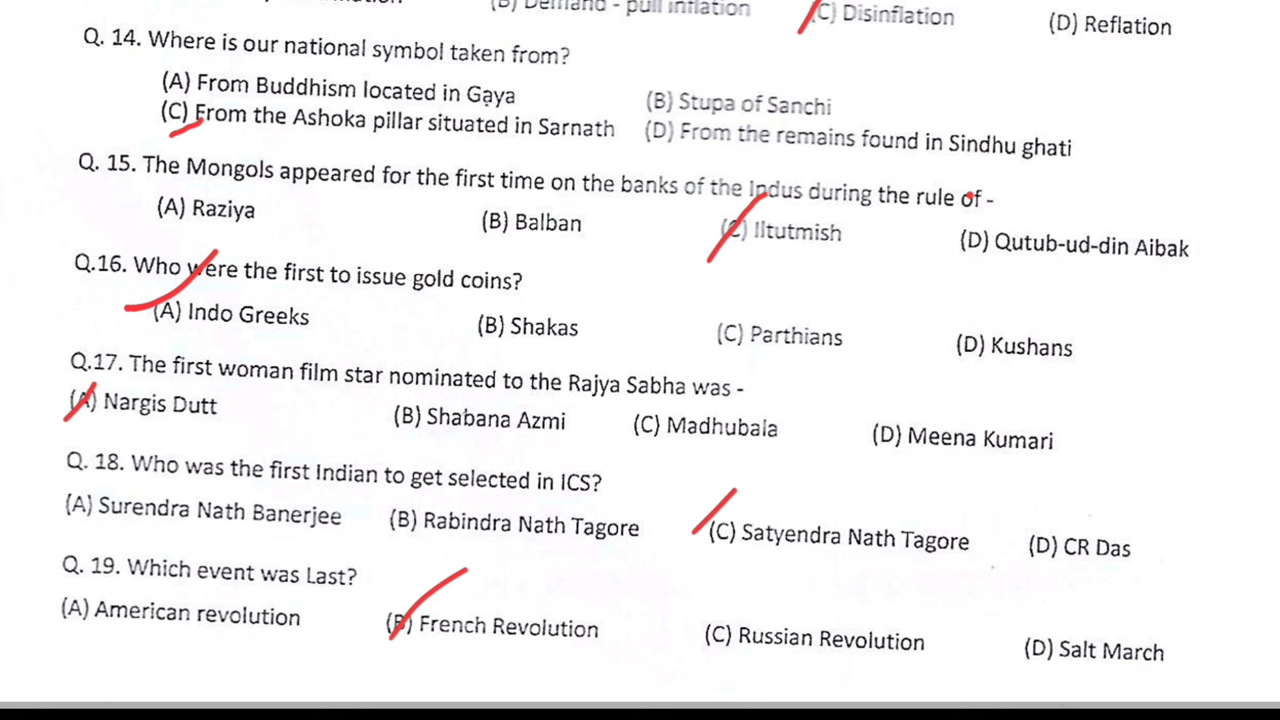 (B) Demand - pull inflation (C) Disinflation (D) Reflation
Q. 14. Where is our national symbol taken from?
(A) From Buddhism located in Gaya (B) Stupa of Sanchi
(C) From the Ashoka pillar situated in Sarnath (D) From the remains found in Sindhu ghati
Q. 15. The Mongols appeared for the first time on the banks of the Indus during the rule of -
(A) Raziya (B) Balban (C) Iltutmish (D) Qutub-ud-din Aibak
Q.16. Who were the first to issue gold coins?
(A) Indo Greeks (B) Shakas (C) Parthians (D) Kushans
Q.17. The first woman film star nominated to the Rajya Sabha was -
(A) Nargis Dutt (B) Shabana Azmi (C) Madhubala (D) Meena Kumari
Q. 18. Who was the first Indian to get selected in ICS?
(A) Surendra Nath Banerjee (B) Rabindra Nath Tagore (C) Satyendra Nath Tagore (D) CR Das
Q. 19. Which event was Last?
(A) American revolution (B) French Revolution (C) Russian Revolution (D) Salt March